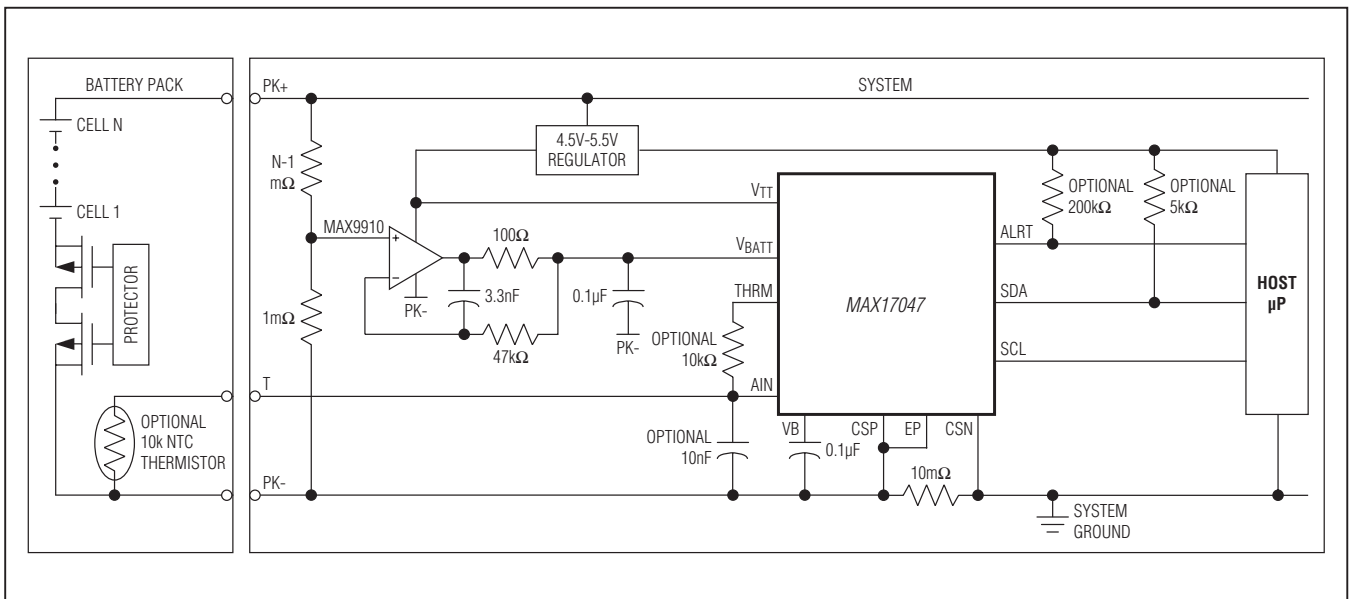 BATTERY PACK
CELL N
CELL 1
PROTECTOR
OPTIONAL
10k NTC
THERMISTOR
PK+
SYSTEM
N-1
mΩ
1mΩ
T
PK-
4.5V-5.5V
REGULATOR
MAX9910
+
−
PK-
100Ω
3.3nF
47kΩ
0.1µF
PK-
VTT
VBATT
THRM
OPTIONAL
10kΩ
AIN
OPTIONAL
10nF
MAX17047
VB
0.1µF
CSP
EP
CSN
10mΩ
OPTIONAL
200kΩ
OPTIONAL
5kΩ
ALRT
SDA
SCL
HOST
µP
SYSTEM
GROUND